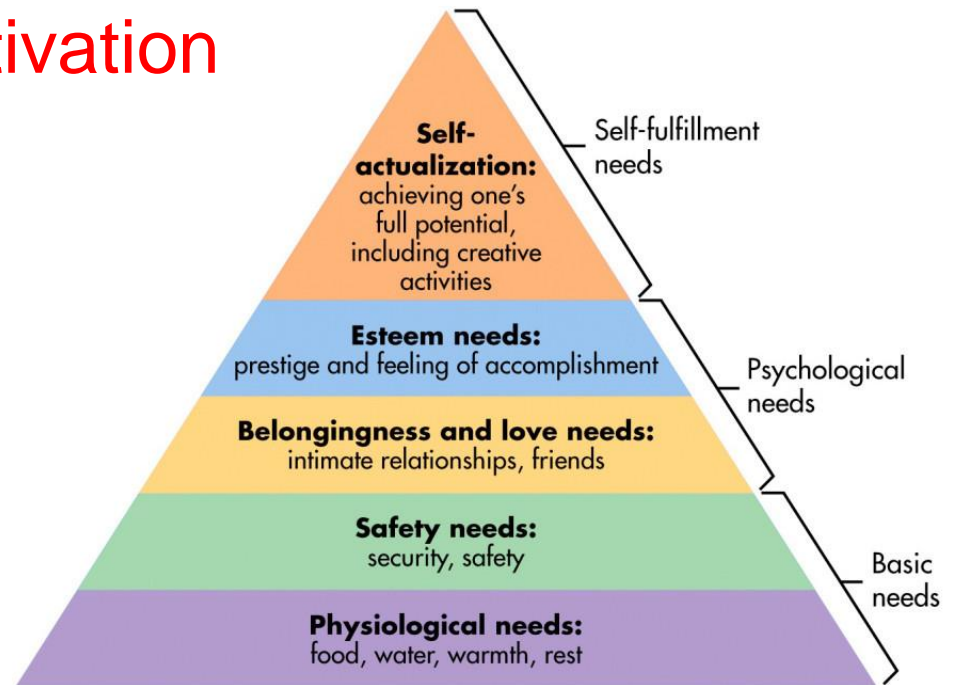 tivation
Self-
actualization:
achieving one's
full potential,
including creative
activities
Self-fulfillment
needs
Esteem needs:
prestige and feeling of accomplishment
Belongingness and love needs:
intimate relationships, friends
Psychological
needs
Safety needs:
security, safety
Physiological needs:
food, water, warmth, rest
Basic
needs